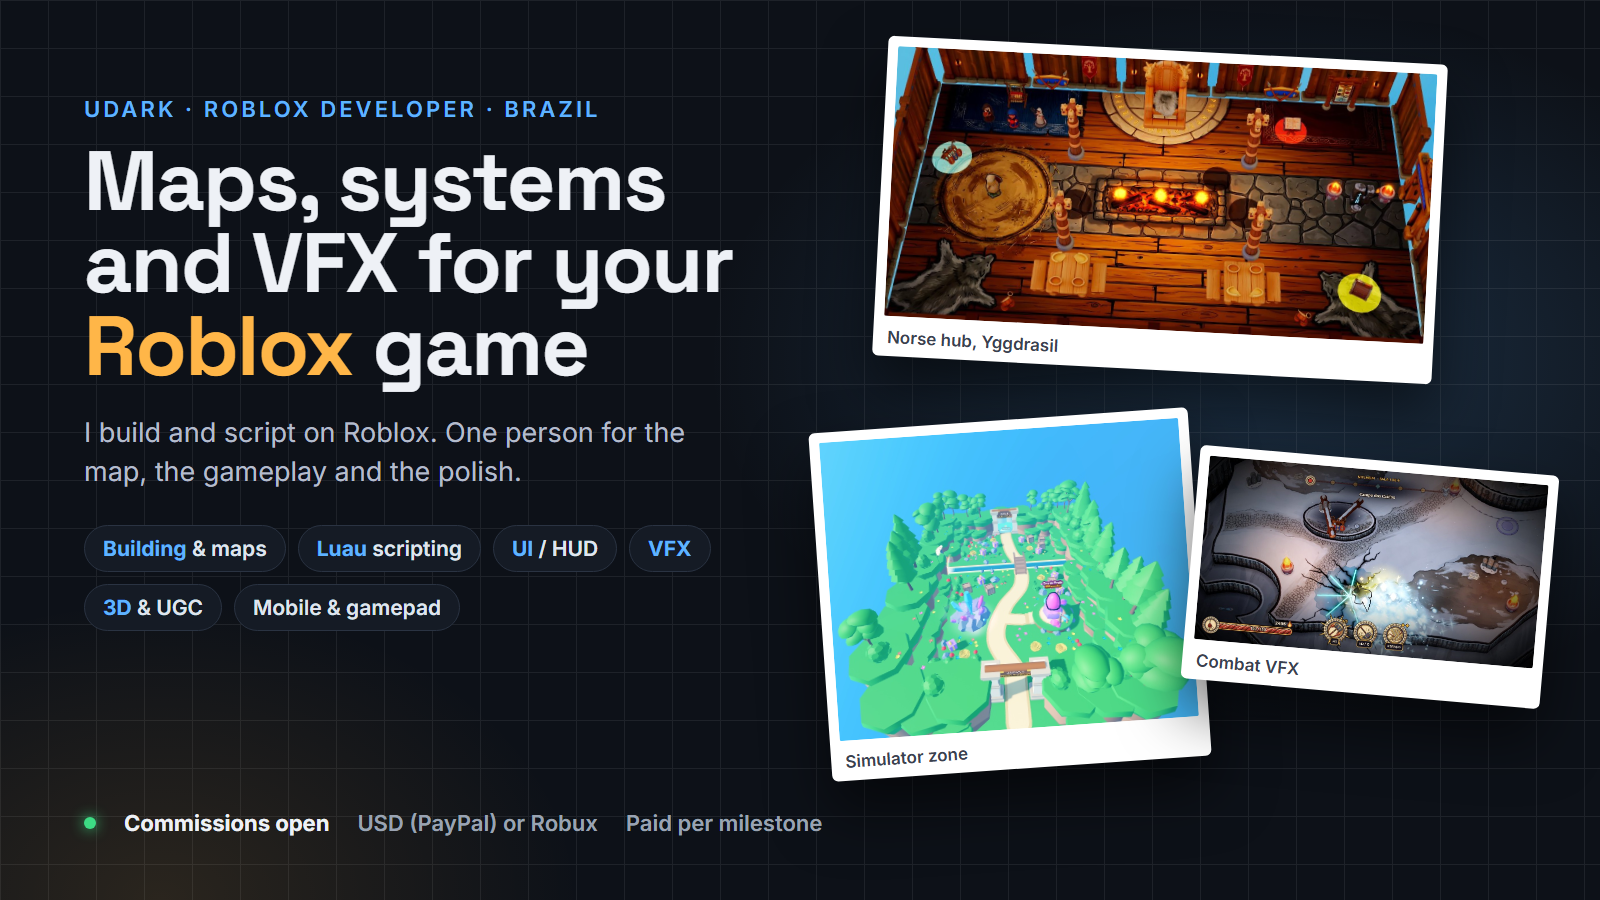 UDARK · ROBLOX DEVELOPER · BRAZIL
Maps, systems
and VFX for your
Roblox game
I build and script on Roblox. One person for the
map, the gameplay and the polish.
Building & maps
Luau scripting
UI / HUD
VFX
3D & UGC
Mobile & gamepad
Commissions open
USD (PayPal) or Robux
Paid per milestone
Norse hub, Yggdrasil
Simulator zone
Combat VFX